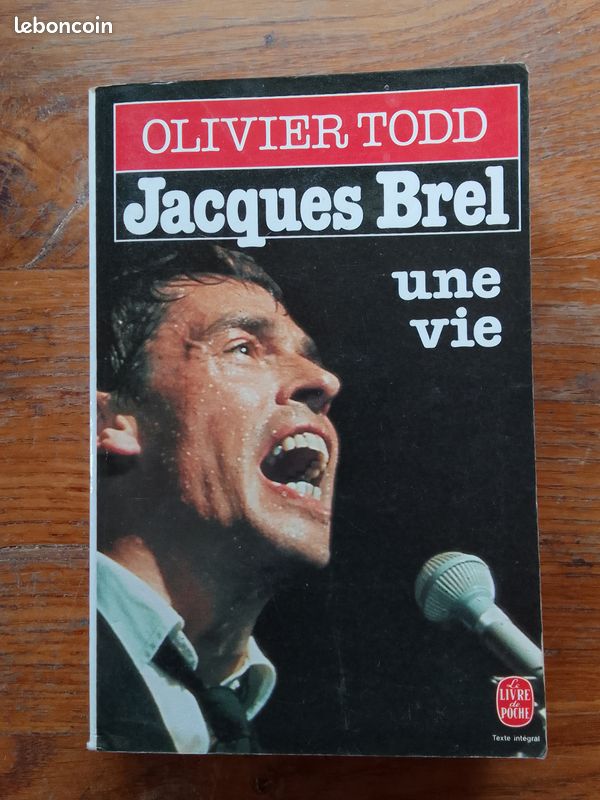 leboncoin
OLIVIER TODD
Jacques Brel
une
vie
Le
LIVRE
de
POCHE
Texte intégral